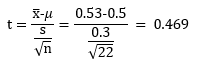 t = (x̄-μ)/(s/√n) = (0.53-0.5)/(0.3/√22) = 0.469